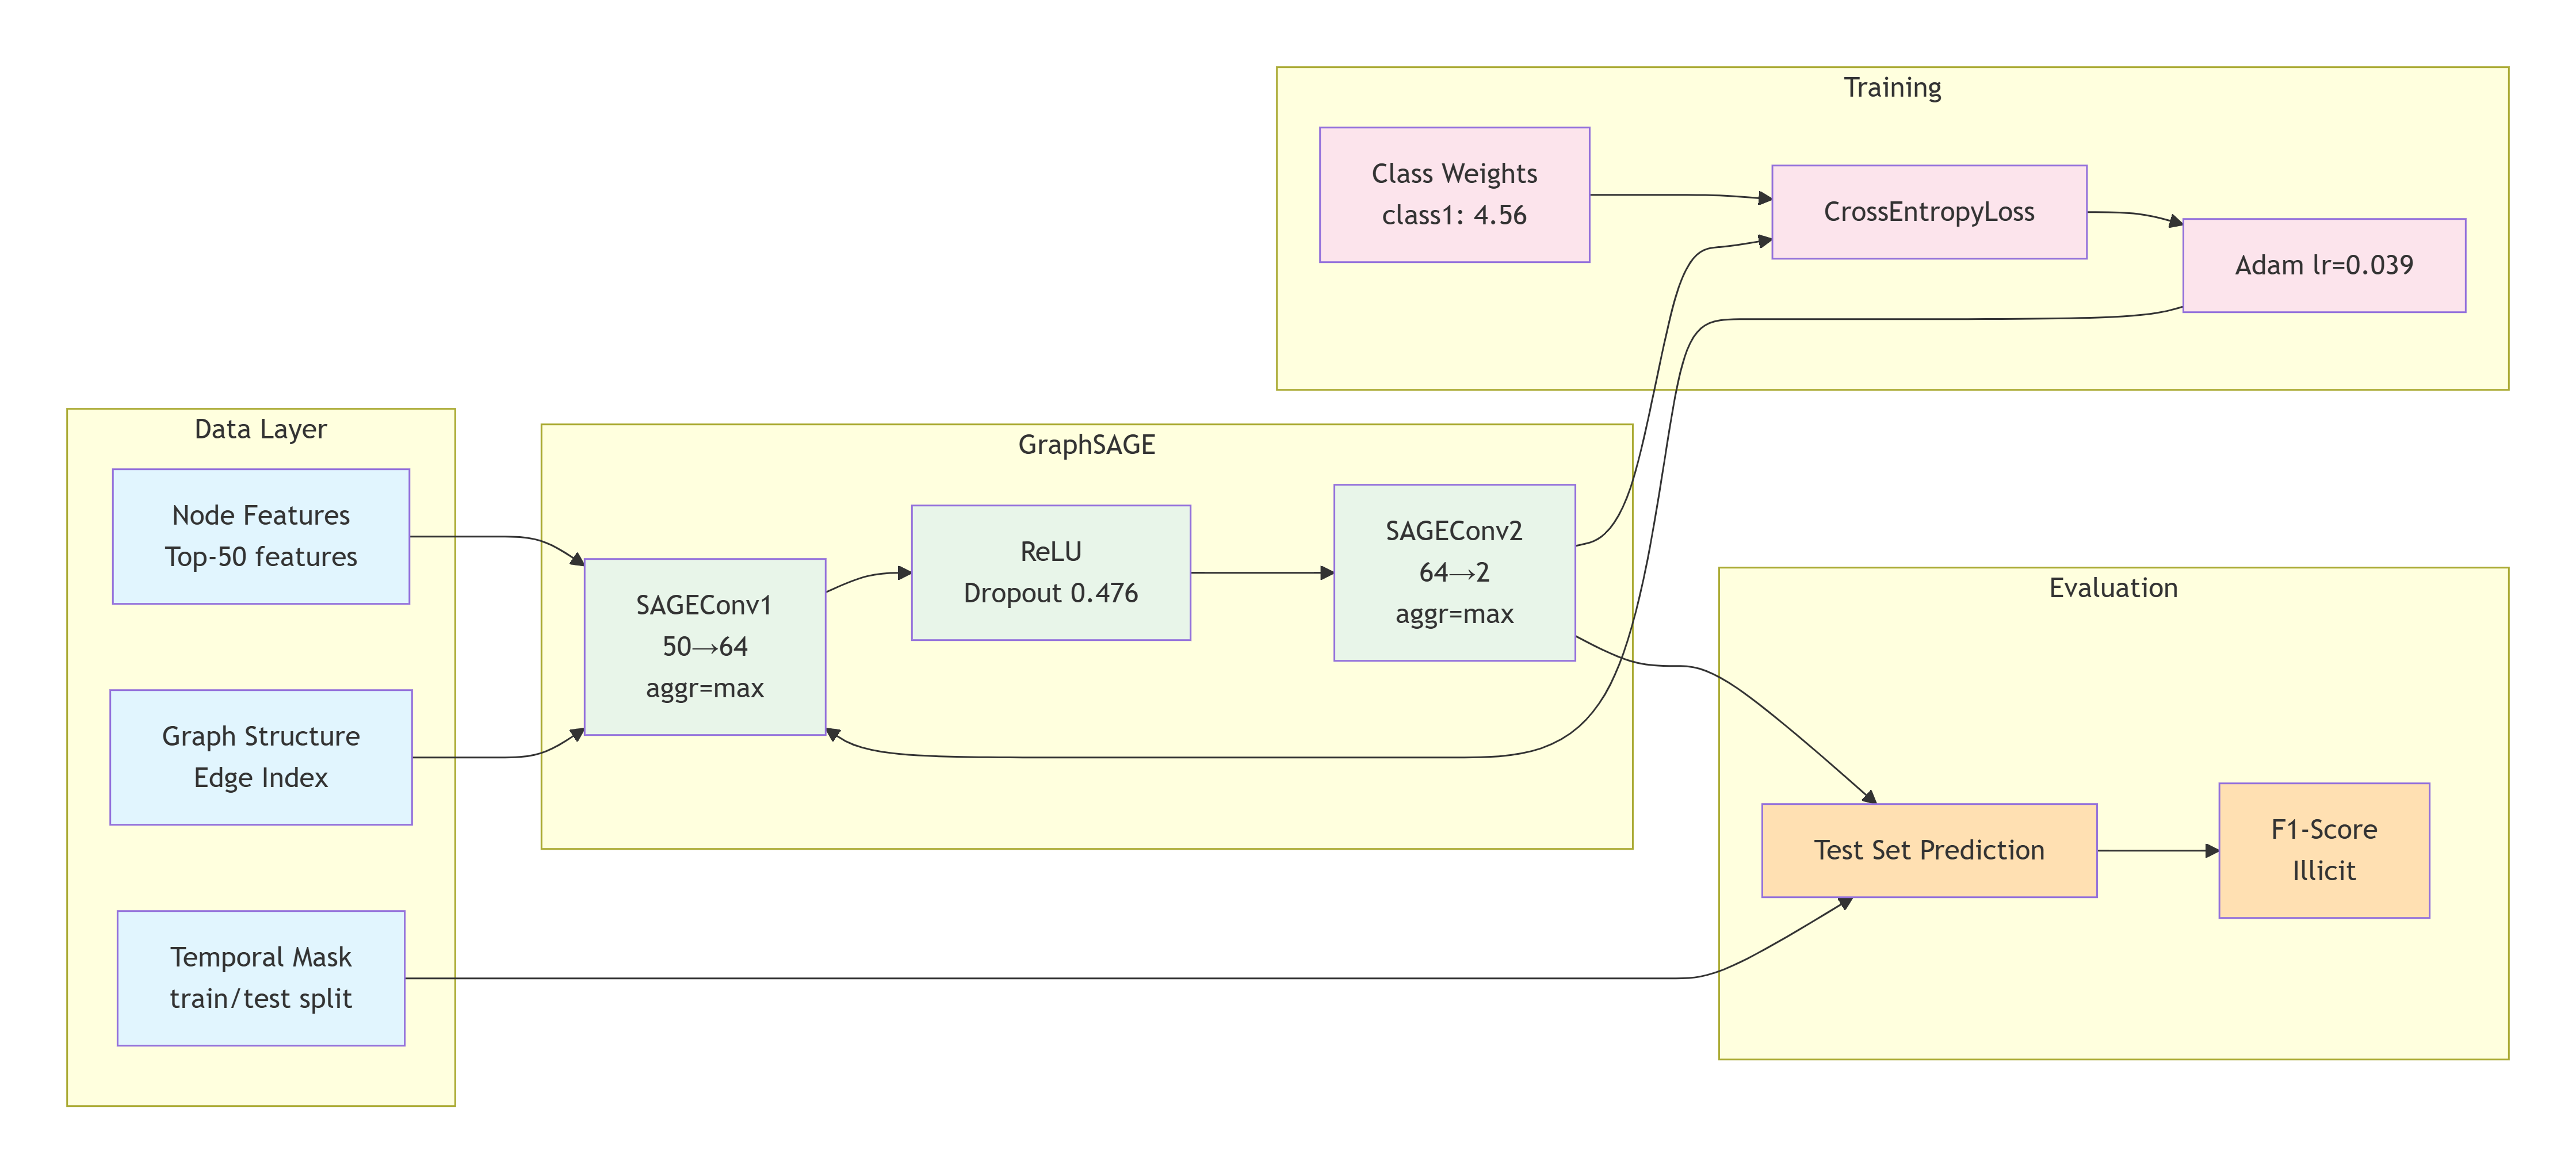 Training
Class Weights
class1: 4.56
CrossEntropyLoss
Adam lr=0.039
Data Layer
Node Features
Top-50 features
Graph Structure
Edge Index
Temporal Mask
train/test split
GraphSAGE
SAGEConv1
50→64
aggr=max
ReLU
Dropout 0.476
SAGEConv2
64→2
aggr=max
Evaluation
Test Set Prediction
F1-Score
Illicit